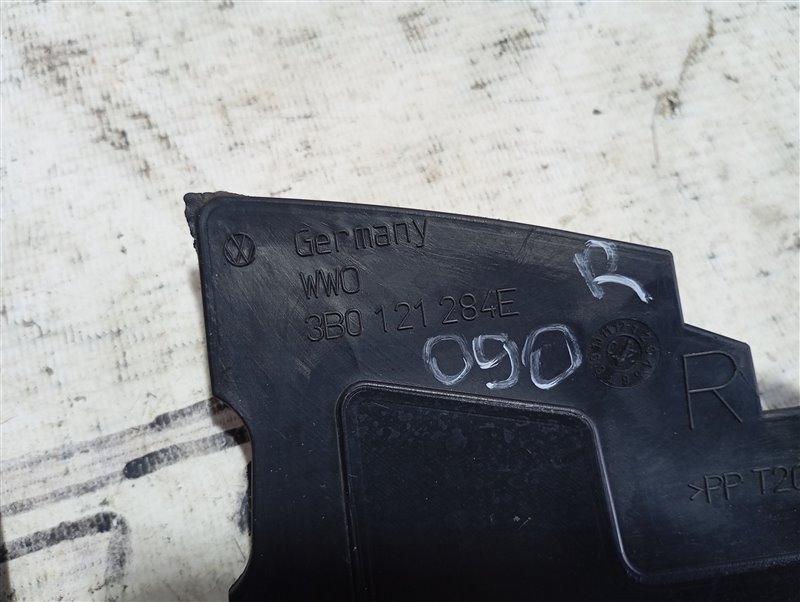 Germany
WWO
3B0 121 284E
R
090
R
>PP T20